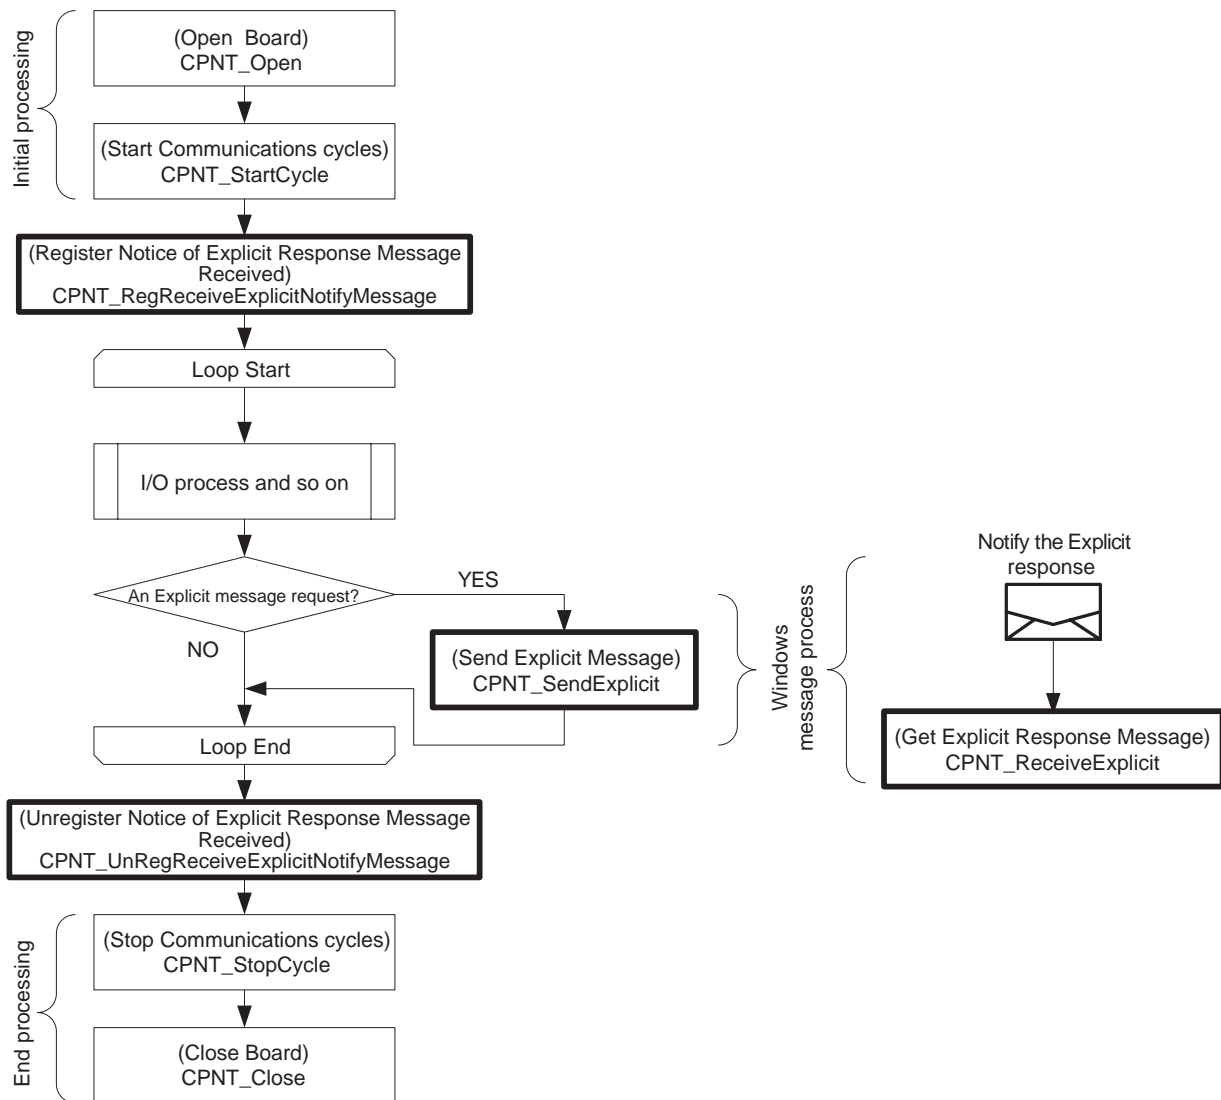 Initial processing
(Open Board)
CPNT_Open
(Start Communications cycles)
CPNT_StartCycle
(Register Notice of Explicit Response Message
Received)
CPNT_RegReceiveExplicitNotifyMessage
Loop Start
I/O process and so on
An Explicit message request?
YES
NO
(Send Explicit Message)
CPNT_SendExplicit
Windows
message process
Notify the Explicit
response
(Get Explicit Response Message)
CPNT_ReceiveExplicit
Loop End
(Unregister Notice of Explicit Response Message
Received)
CPNT_UnRegReceiveExplicitNotifyMessage
End processing
(Stop Communications cycles)
CPNT_StopCycle
(Close Board)
CPNT_Close